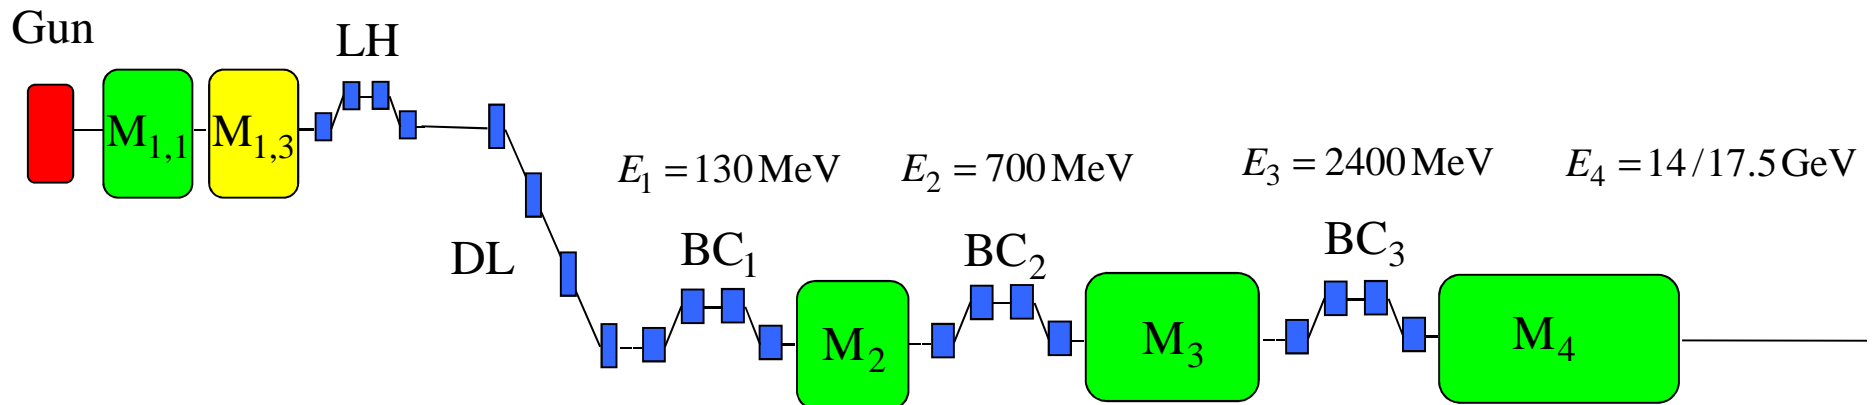 Gun
LH
M1,1
M1,3
E1 = 130 MeV
E2 = 700 MeV
E3 = 2400 MeV
E4 = 14 / 17.5 GeV
DL
BC1
BC2
BC3
M2
M3
M4